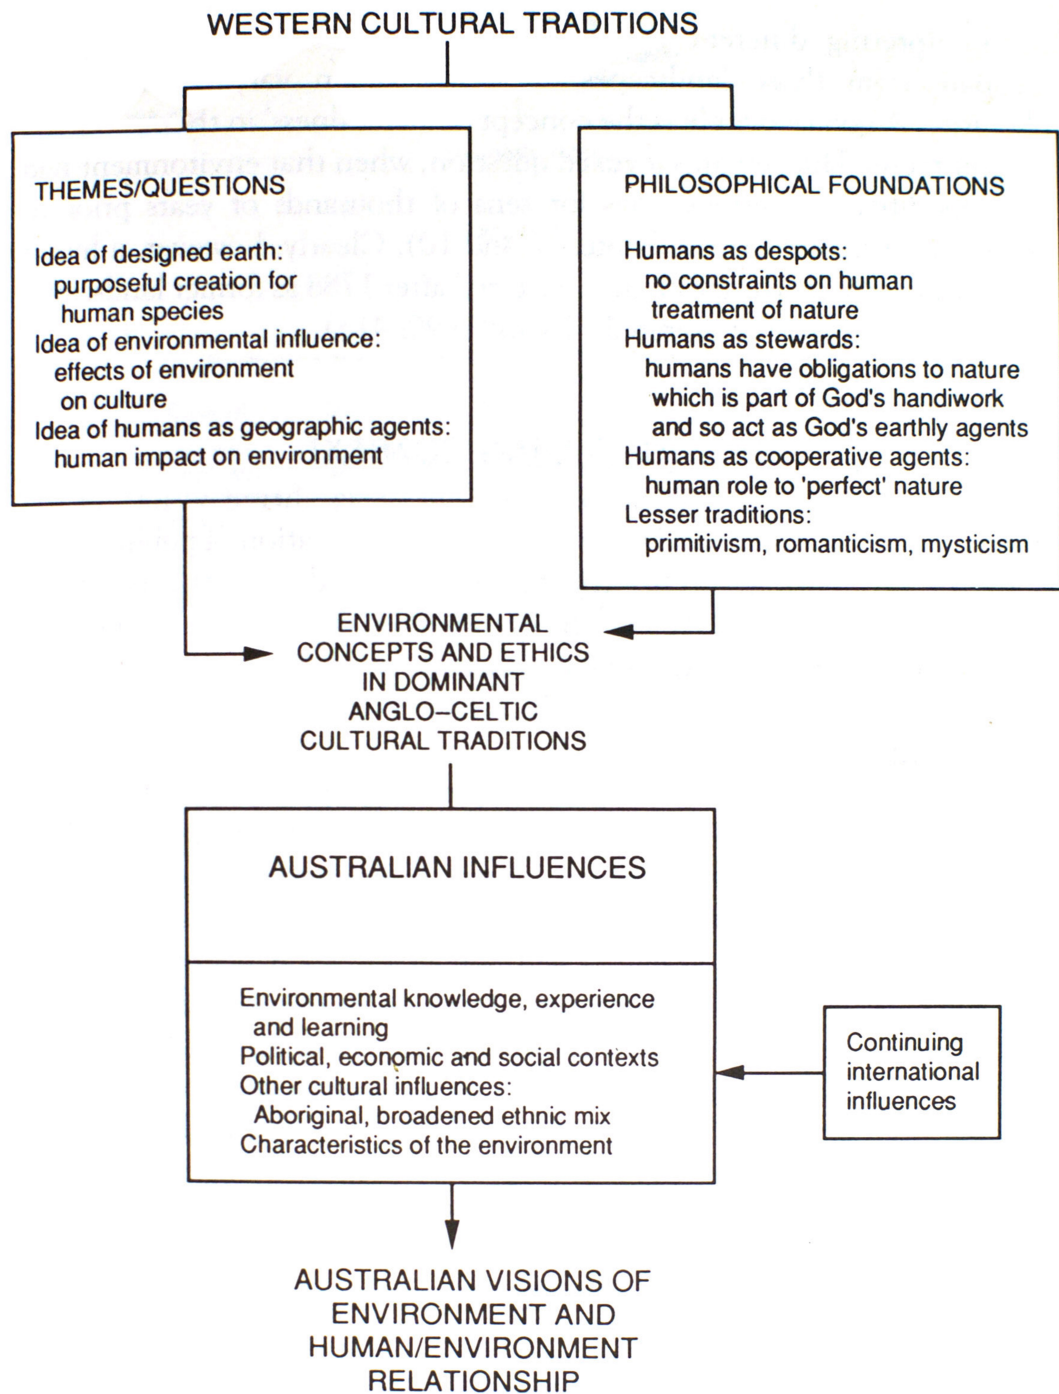 WESTERN CULTURAL TRADITIONS
THEMES/QUESTIONS
Idea of designed earth:
purposeful creation for
human species
Idea of environmental influence:
effects of environment
on culture
Idea of humans as geographic agents:
human impact on environment
PHILOSOPHICAL FOUNDATIONS
Humans as despots:
no constraints on human
treatment of nature
Humans as stewards:
humans have obligations to nature
which is part of God's handiwork
and so act as God's earthly agents
Humans as cooperative agents:
human role to 'perfect' nature
Lesser traditions:
primitivism, romanticism, mysticism
ENVIRONMENTAL
CONCEPTS AND ETHICS
IN DOMINANT
ANGLO–CELTIC
CULTURAL TRADITIONS
AUSTRALIAN INFLUENCES
Environmental knowledge, experience
and learning
Political, economic and social contexts
Other cultural influences:
Aboriginal, broadened ethnic mix
Characteristics of the environment
Continuing
international
influences
AUSTRALIAN VISIONS OF
ENVIRONMENT AND
HUMAN/ENVIRONMENT
RELATIONSHIP